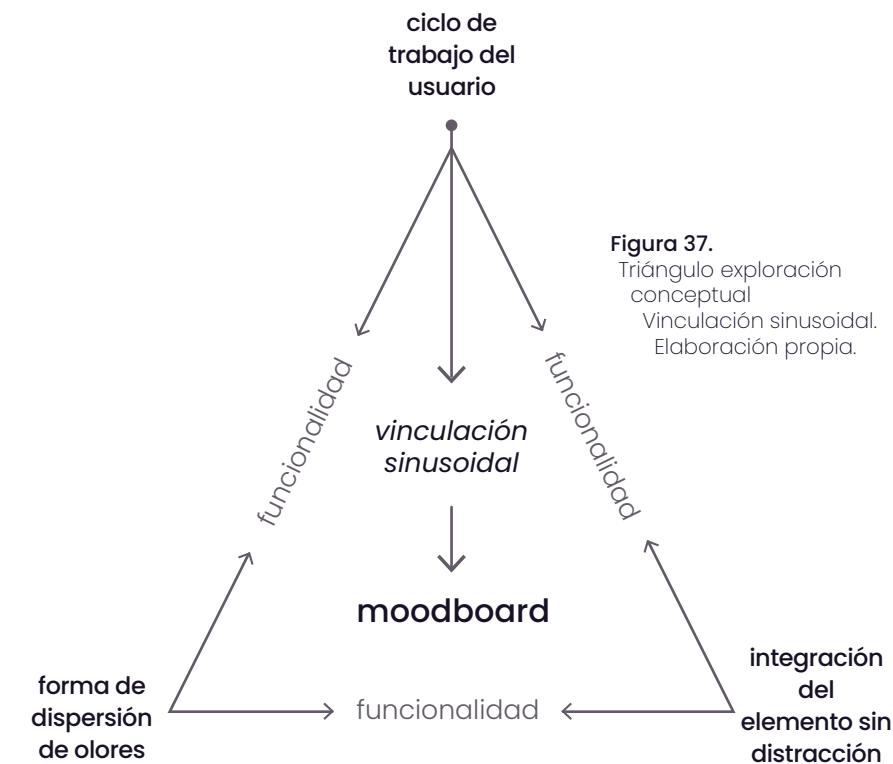 ciclo de
trabajo del
usuario
Figura 37.
Triángulo exploración
conceptual
Vinculación sinusoidal.
Elaboración propia.
funcionalidad
funcionalidad
vinculación
sinusoidal
moodboard
forma de
dispersión
de olores
funcionalidad
integración
del
elemento sin
distracción